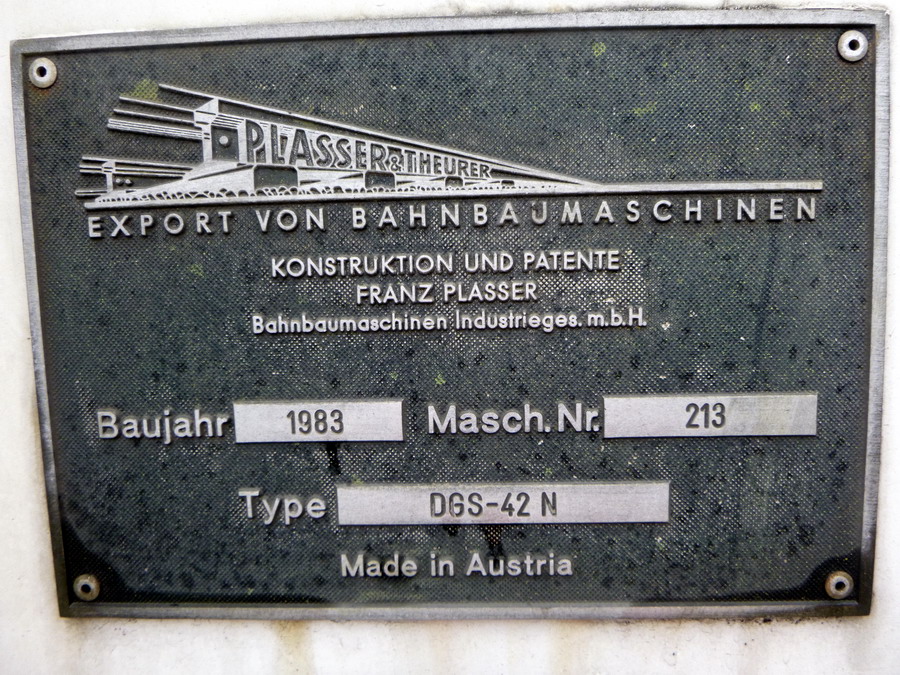 PLASSER & THEURER
EXPORT VON BAHNBAUMASCHINEN
KONSTRUKTION UND PATENTE
FRANZ PLASSER
Bahnbaumaschinen Industrieges. m.b.H.
Baujahr 1983 Masch. Nr. 213
Type DGS-42 N
Made in Austria